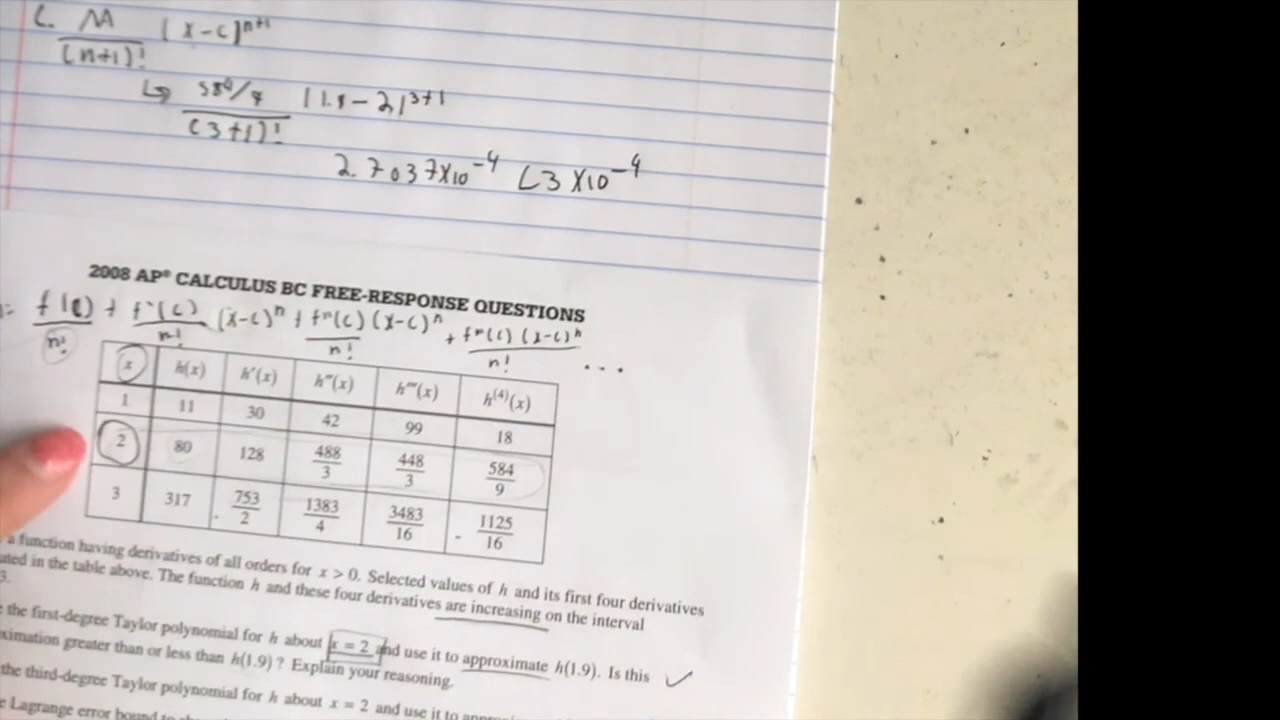 C. M / (n+1)! |x-c|ⁿ⁺¹
↳ 584/9 / (3+1)! |1.9-2|³⁺¹
2.7037x10⁻⁴ < 3x10⁻⁴
2008 AP® CALCULUS BC FREE-RESPONSE QUESTIONS
f(c)/n! + f'(c)/n! (x-c)ⁿ + f''(c)(x-c)ⁿ/n! + f'''(c)(x-c)ⁿ/n! ...
x h(x) h′(x) h″(x) h‴(x) h⁽⁴⁾(x)
1 11 30 42 99 18
2 80 128 488/3 448/3 584/9
3 317 753/2 1383/4 3483/16 1125/16
a function having derivatives of all orders for x > 0. Selected values of h and its first four derivatives
ated in the table above. The function h and these four derivatives are increasing on the interval
3.
the first-degree Taylor polynomial for h about x = 2 and use it to approximate h(1.9). Is this
ximation greater than or less than h(1.9)? Explain your reasoning.
the third-degree Taylor polynomial for h about x = 2 and use it to
Lagrange error bound to